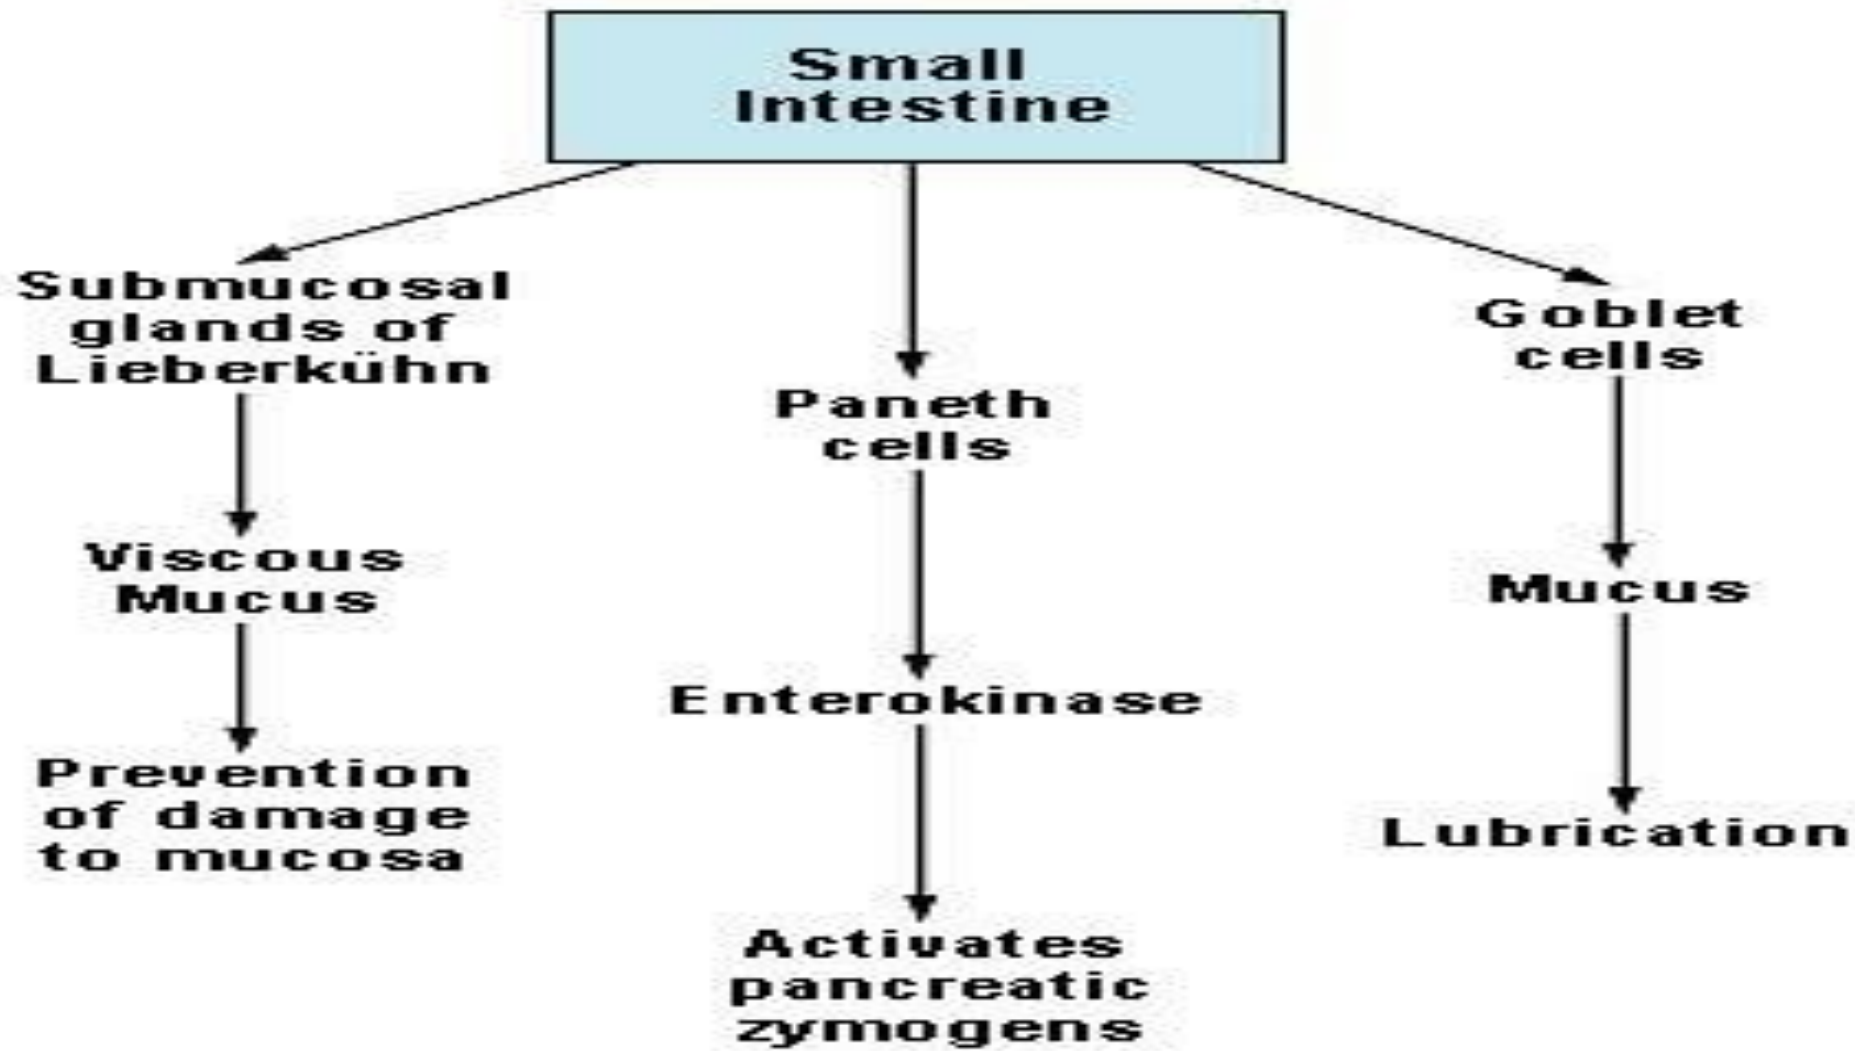 Small
Intestine
Submucosal
glands of
Lieberkühn
Viscous
Mucus
Prevention
of damage
to mucosa
Paneth
cells
Enterokinase
Activates
pancreatic
zymogens
Goblet
cells
Mucus
Lubrication